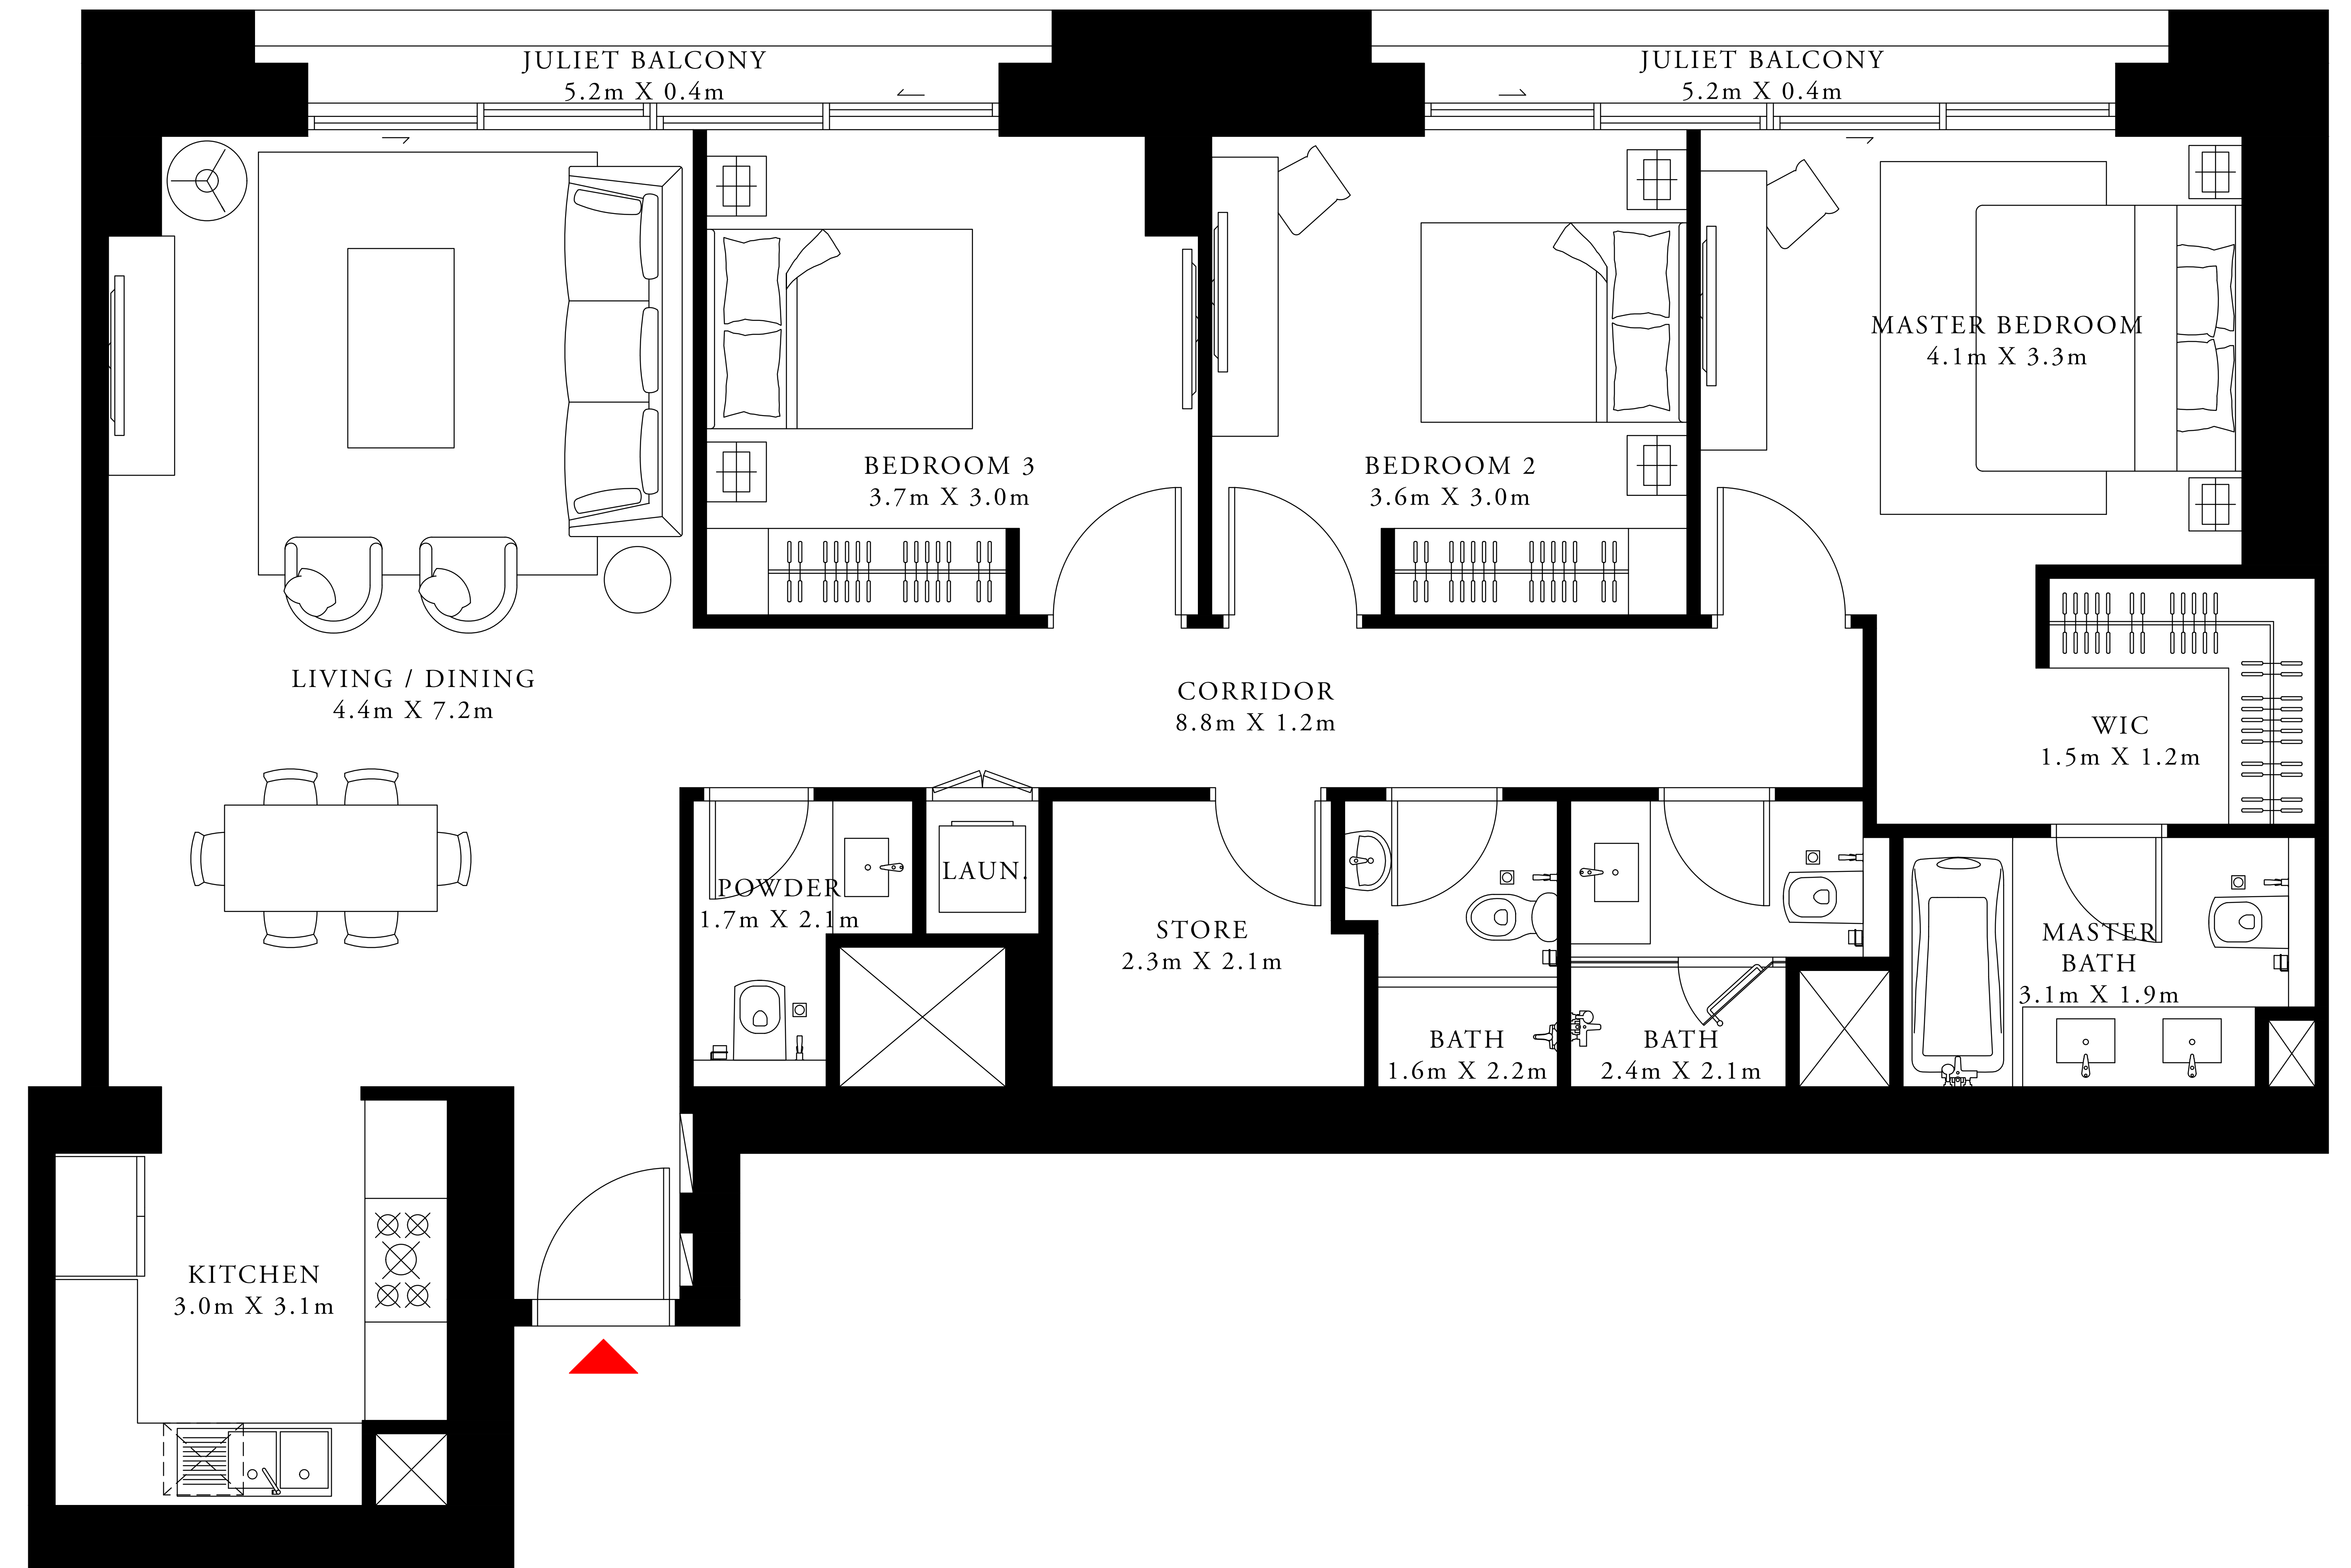 JULIET BALCONY
5.2m X 0.4m
JULIET BALCONY
5.2m X 0.4m
MASTER BEDROOM
4.1m X 3.3m
BEDROOM 3
3.7m X 3.0m
BEDROOM 2
3.6m X 3.0m
LIVING / DINING
4.4m X 7.2m
CORRIDOR
8.8m X 1.2m
WIC
1.5m X 1.2m
POWDER
1.7m X 2.1m
LAUN.
STORE
2.3m X 2.1m
MASTER
BATH
3.1m X 1.9m
BATH
1.6m X 2.2m
BATH
2.4m X 2.1m
KITCHEN
3.0m X 3.1m